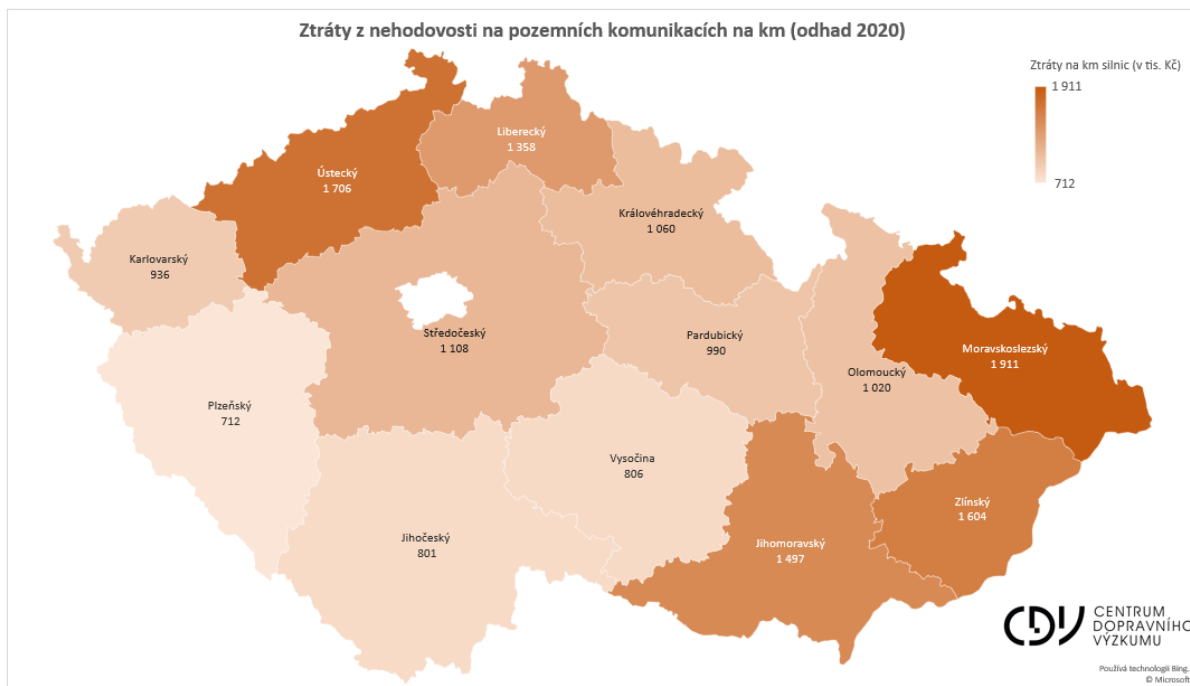 Ztráty z nehodovosti na pozemních komunikacích na km (odhad 2020)
Ztráty na km silnic (v tis. Kč)
1 911
712
Liberecký
1 358
Ústecký
1 706
Královéhradecký
1 060
Karlovarský
936
Středočeský
1 108
Pardubický
990
Moravskoslezský
1 911
Olomoucký
1 020
Plzeňský
712
Vysočina
806
Zlínský
1 604
Jihočeský
801
Jihomoravský
1 497
CDV
CENTRUM
DOPRAVNÍHO
VÝZKUMU
Používá technologii Bing.
© Microsoft